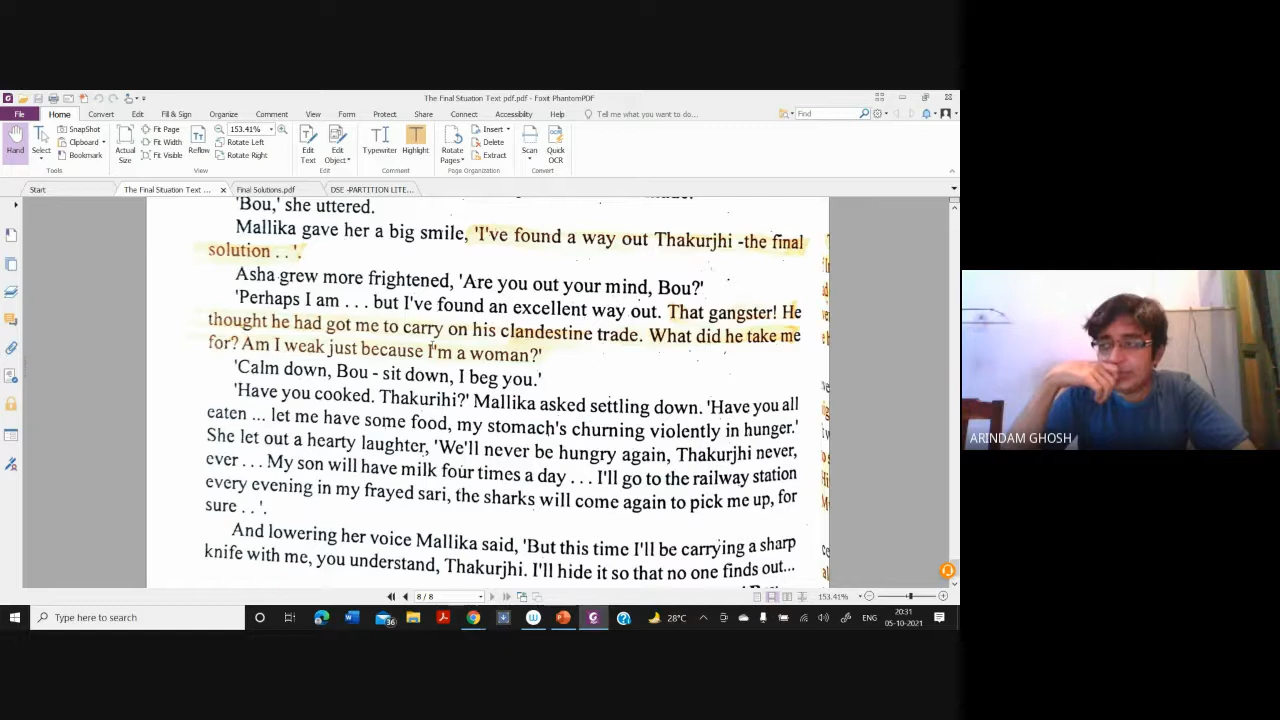 The Final Situation Text pdf.pdf - Foxit PhantomPDF
File Home Convert Edit Fill & Sign Organize Comment View Form Protect Share Connect Accessibility Help Tell me what you want to do... Find
Hand
Select
SnapShot
Clipboard
Bookmark
Tools
Actual Size
Fit Page
Fit Width
Fit Visible
Reflow
153.41%
Rotate Left
Rotate Right
View
Edit Text
Edit Object
Edit
Typewriter
Highlight
Comment
Rotate Pages
Insert
Delete
Extract
Page Organization
Scan
Quick OCR
Convert
Start The Final Situation Text ... Final Solutions.pdf DSE -PARTITION LITE...
'Bou,' she uttered.
Mallika gave her a big smile, 'I've found a way out Thakurjhi -the final
solution . . '.
Asha grew more frightened, 'Are you out your mind, Bou?'
'Perhaps I am . . . but I've found an excellent way out. That gangster! He
thought he had got me to carry on his clandestine trade. What did he take me
for? Am I weak just because I'm a woman?'
'Calm down, Bou - sit down, I beg you.'
'Have you cooked. Thakurihi?' Mallika asked settling down. 'Have you all
eaten ... let me have some food, my stomach's churning violently in hunger.'
She let out a hearty laughter, 'We'll never be hungry again, Thakurjhi never,
ever . . . My son will have milk four times a day . . . I'll go to the railway station
every evening in my frayed sari, the sharks will come again to pick me up, for
sure . . '.
And lowering her voice Mallika said, 'But this time I'll be carrying a sharp
knife with me, you understand, Thakurjhi. I'll hide it so that no one finds out...
8 / 8
153.41%
ARINDAM GHOSH
Type here to search
36
28°C
ENG
20:31
05-10-2021